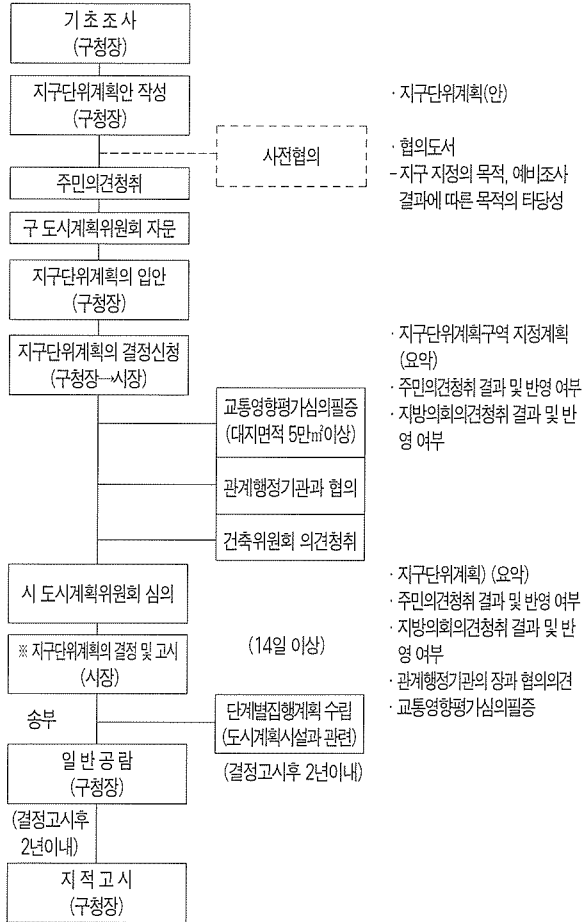 기 초 조 사
(구청장)
지구단위계획안 작성
(구청장)
· 지구단위계획(안)
사전협의
· 협의도서
- 지구 지정의 목적, 예비조사
결과에 따른 목적의 타당성
주민의견청취
구 도시계획위원회 자문
지구단위계획의 입안
(구청장)
지구단위계획의 결정신청
(구청장→시장)
· 지구단위계획구역 지정계획
(요약)
· 주민의견청취 결과 및 반영 여부
· 지방의회의견청취 결과 및 반
영 여부
교통영향평가심의필증
(대지면적 5만㎡이상)
관계행정기관과 협의
건축위원회 의견청취
시 도시계획위원회 심의
· 지구단위계획) (요약)
· 주민의견청취 결과 및 반영 여부
· 지방의회의견청취 결과 및 반
영 여부
· 관계행정기관의 장과 협의의견
· 교통영향평가심의필증
※ 지구단위계획의 결정 및 고시
(시장)
(14일 이상)
송부
단계별집행계획 수립
(도시계획시설과 관련)
(결정고시후 2년이내)
일 반 공 람
(구청장)
(결정고시후
2년이내)
지 적 고 시
(구청장)